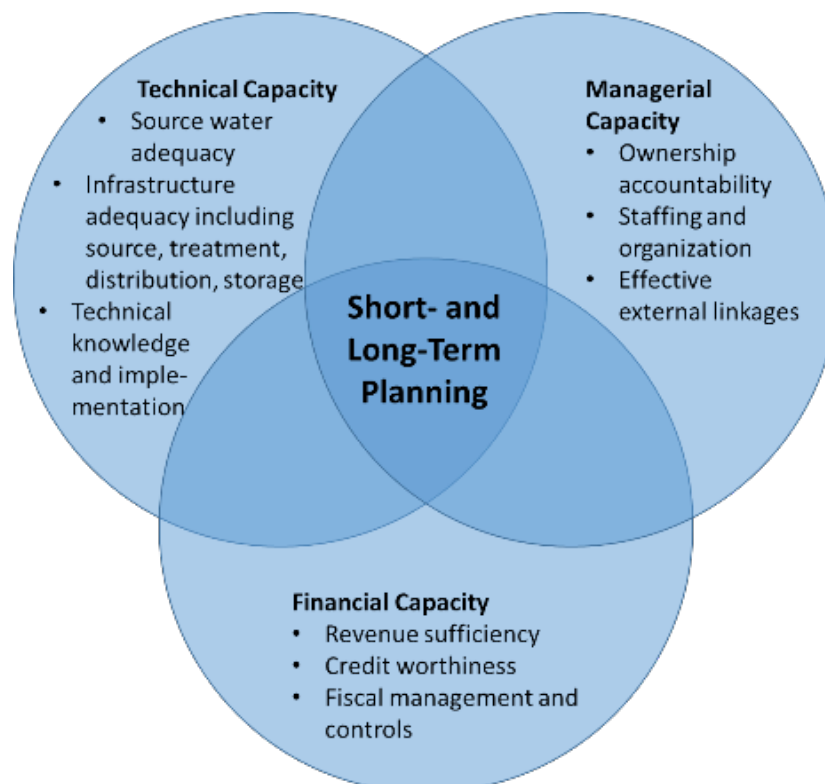 Technical Capacity
• Source water
adequacy
• Infrastructure
adequacy including
source, treatment,
distribution, storage
• Technical
knowledge
and imple-
mentation
Managerial
Capacity
• Ownership
accountability
• Staffing and
organization
• Effective
external linkages
Short- and
Long-Term
Planning
Financial Capacity
• Revenue sufficiency
• Credit worthiness
• Fiscal management and
controls